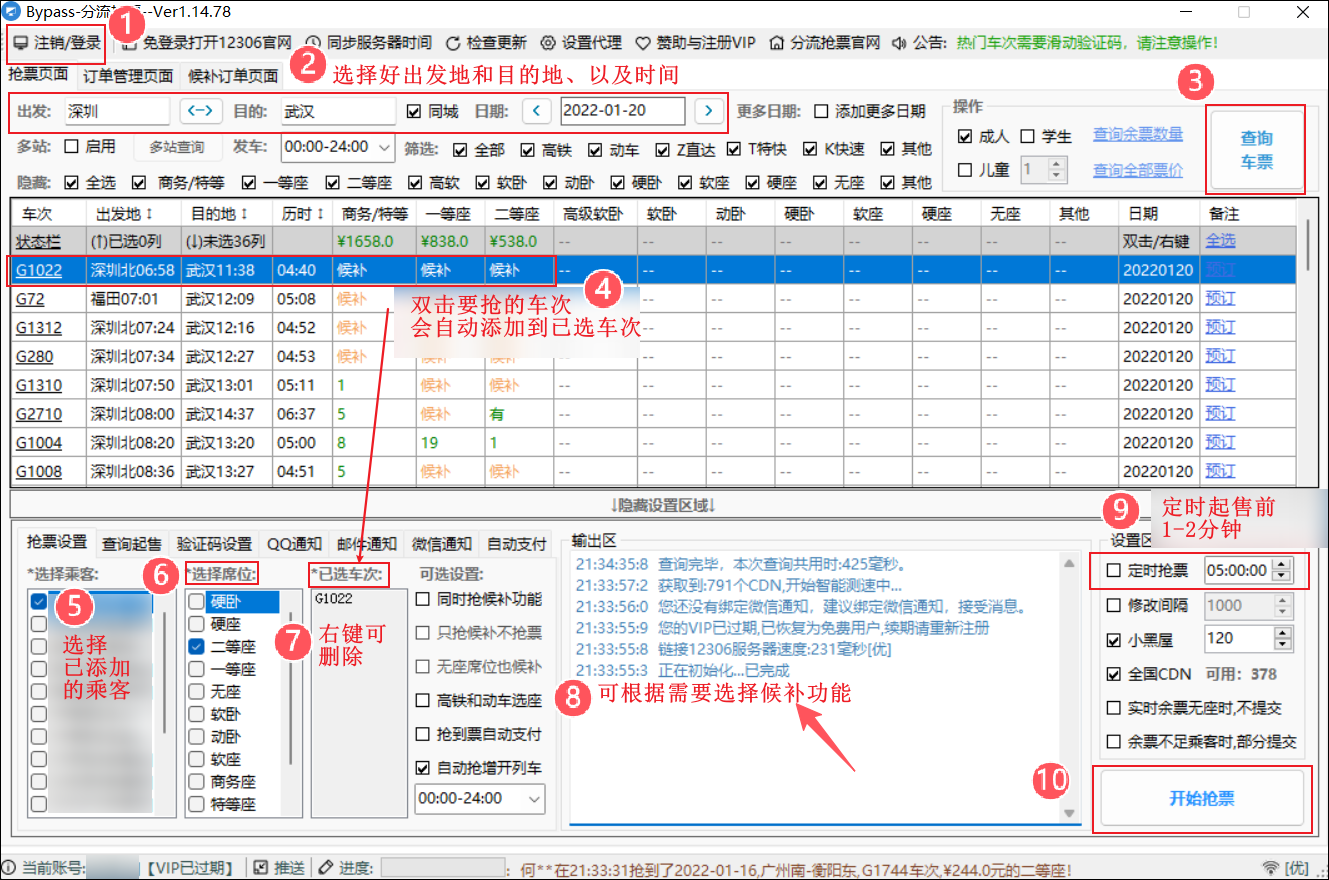 Bypass-分流 --Ver1.14.78
1
注销/登录 免登录打开12306官网 同步服务器时间 检查更新 设置代理 赞助与注册VIP 分流抢票官网 公告: 热门车次需要滑动验证码，请注意操作!
抢票页面 订单管理页面 候补订单页面
2 选择好出发地和目的地、以及时间
3
出发: 深圳 <--> 目的: 武汉 同城 日期: < 2022-01-20 > 更多日期: 添加更多日期
操作
多站: 启用 多站查询 发车: 00:00-24:00 筛选: 全部 高铁 动车 Z直达 T特快 K快速 其他
成人 学生 查询余票数量
儿童 1 查询全部票价
查询
车票
隐藏: 全选 商务/特等 一等座 二等座 高软 软卧 动卧 硬卧 软座 硬座 无座 其他
车次 出发地↕ 目的地↕ 历时↕ 商务/特等 一等座 二等座 高级软卧 软卧 动卧 硬卧 软座 硬座 无座 其他 日期 备注
状态栏 (↑)已选0列 (↓)未选36列 ¥1658.0 ¥838.0 ¥538.0 -- -- -- -- -- -- -- -- 双击/右键 全选
G1022 深圳北06:58 武汉11:38 04:40 候补 候补 候补 -- -- -- -- -- -- -- -- 20220120 预订
G72 福田07:01 武汉12:09 05:08 候补 -- -- -- -- -- -- -- 20220120 预订
G1312 深圳北07:24 武汉12:16 04:52 候补 -- -- -- -- -- -- -- 20220120 预订
G280 深圳北07:34 武汉12:27 04:53 候补 候补 候补 -- -- -- -- -- -- -- 20220120 预订
4 双击要抢的车次
会自动添加到已选车次
G1310 深圳北07:50 武汉13:01 05:11 1 候补 候补 -- -- -- -- -- -- -- -- 20220120 预订
G2710 深圳北08:00 武汉14:37 06:37 5 候补 有 -- -- -- -- -- -- -- -- 20220120 预订
G1004 深圳北08:20 武汉13:20 05:00 8 19 1 -- -- -- -- -- -- -- -- 20220120 预订
G1008 深圳北08:36 武汉13:27 04:51 5 候补 候补 -- -- -- -- -- -- -- -- 20220120 预订
↓隐藏设置区域↓
抢票设置 查询起售 验证码设置 QQ通知 邮件通知 微信通知 自动支付
*选择乘客:
5
选择
已添加
的乘客
6
*选择席位:
硬卧
硬座
二等座
一等座
无座
软卧
动卧
软座
商务座
特等座
*已选车次:
G1022
7 右键可
删除
可选设置:
同时抢候补功能
只抢候补不抢票
无座席位也候补
高铁和动车选座
抢到票自动支付
自动抢增开列车
00:00-24:00
输出区
21:34:35:8 查询完毕，本次查询共用时:425毫秒。
21:33:57:2 获取到:791个CDN,开始智能测速中...
21:33:56:0 您还没有绑定微信通知，建议绑定微信通知，接受消息。
21:33:55:9 您的VIP已过期,已恢复为免费用户,续期请重新注册
21:33:55:8 链接12306服务器速度:231毫秒[优]
21:33:55:3 正在初始化...已完成
8 可根据需要选择候补功能
9 定时起售前
1-2分钟
设置区
定时抢票 05:00:00
修改间隔 1000
小黑屋 120
全国CDN 可用: 378
实时余票无座时,不提交
余票不足乘客时,部分提交
10
开始抢票
当前账号: 【VIP已过期】 推送 进度: : 何**在21:33:31抢到了2022-01-16,广州南-衡阳东,G1744车次,¥244.0元的二等座! [优]